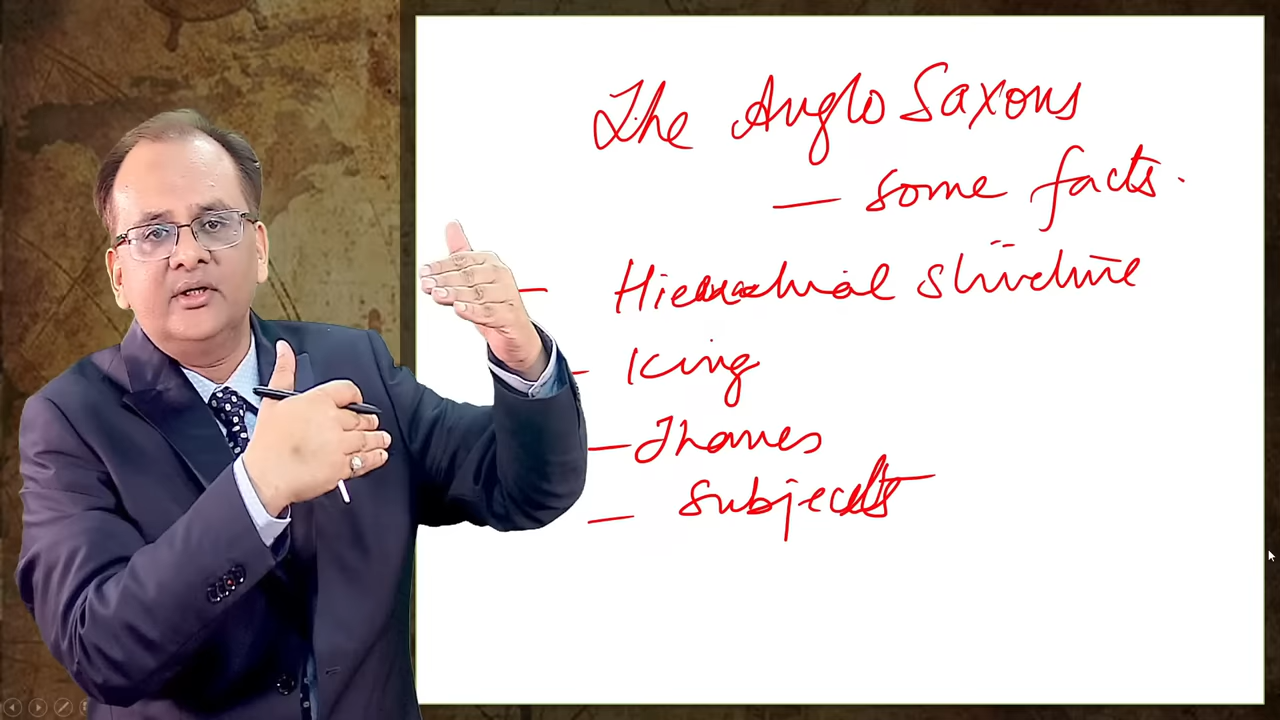 The Anglo Saxons
— some facts.
— Hierarchial structure
- King
— Thanes
— Subjects